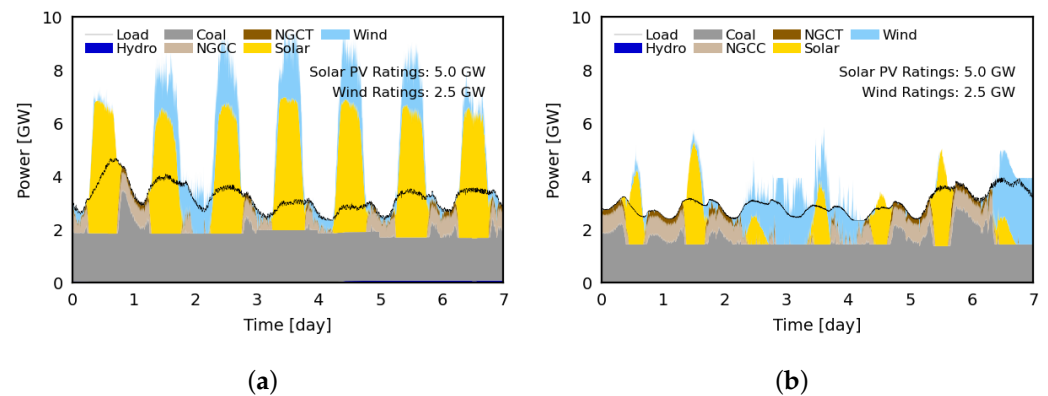 10
8
6
4
2
0
Power [GW]
Load Coal NGCT Wind
Hydro NGCC Solar
Solar PV Ratings: 5.0 GW
Wind Ratings: 2.5 GW
0 1 2 3 4 5 6 7
Time [day]
(a)
10
8
6
4
2
0
Power [GW]
Load Coal NGCT Wind
Hydro NGCC Solar
Solar PV Ratings: 5.0 GW
Wind Ratings: 2.5 GW
0 1 2 3 4 5 6 7
Time [day]
(b)